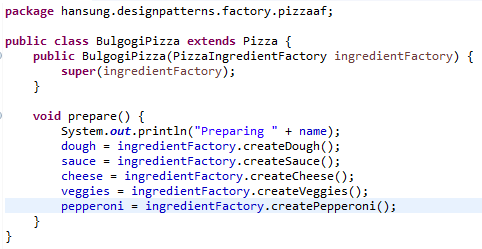 package hansung.designpatterns.factory.pizzaaf;
public class BulgogiPizza extends Pizza {
public BulgogiPizza(PizzaIngredientFactory ingredientFactory) {
super(ingredientFactory);
}
void prepare() {
System.out.println("Preparing " + name);
dough = ingredientFactory.createDough();
sauce = ingredientFactory.createSauce();
cheese = ingredientFactory.createCheese();
veggies = ingredientFactory.createVeggies();
pepperoni = ingredientFactory.createPepperoni();
}
}